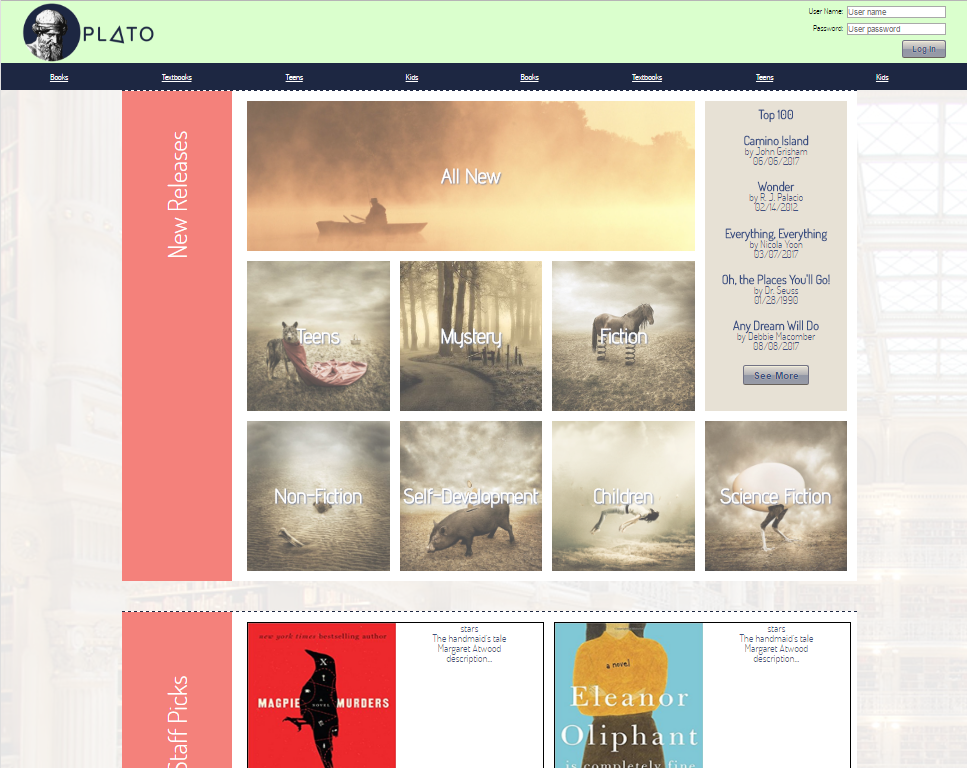 PLATO
User Name: User name
Password: User password
Log In
Books Textbooks Teens Kids Books Textbooks Teens Kids
New Releases
All New
Teens
Mystery
Fiction
Top 100
Camino Island
by John Grisham
06/06/2017
Wonder
by R. J. Palacio
02/14/2012
Everything, Everything
by Nicola Yoon
03/07/2017
Oh, the Places You'll Go!
by Dr. Seuss
01/23/1990
Any Dream Will Do
by Debbie Macomber
08/08/2017
See More
Non-Fiction
Self-Development
Children
Science Fiction
Staff Picks
new york times bestselling author
X
MAGPIE MURDERS
A NOVEL
stars
The handmaid's tale
Margaret Atwood
description...
a novel
Eleanor
Oliphant
is completely fine
stars
The handmaid's tale
Margaret Atwood
description...